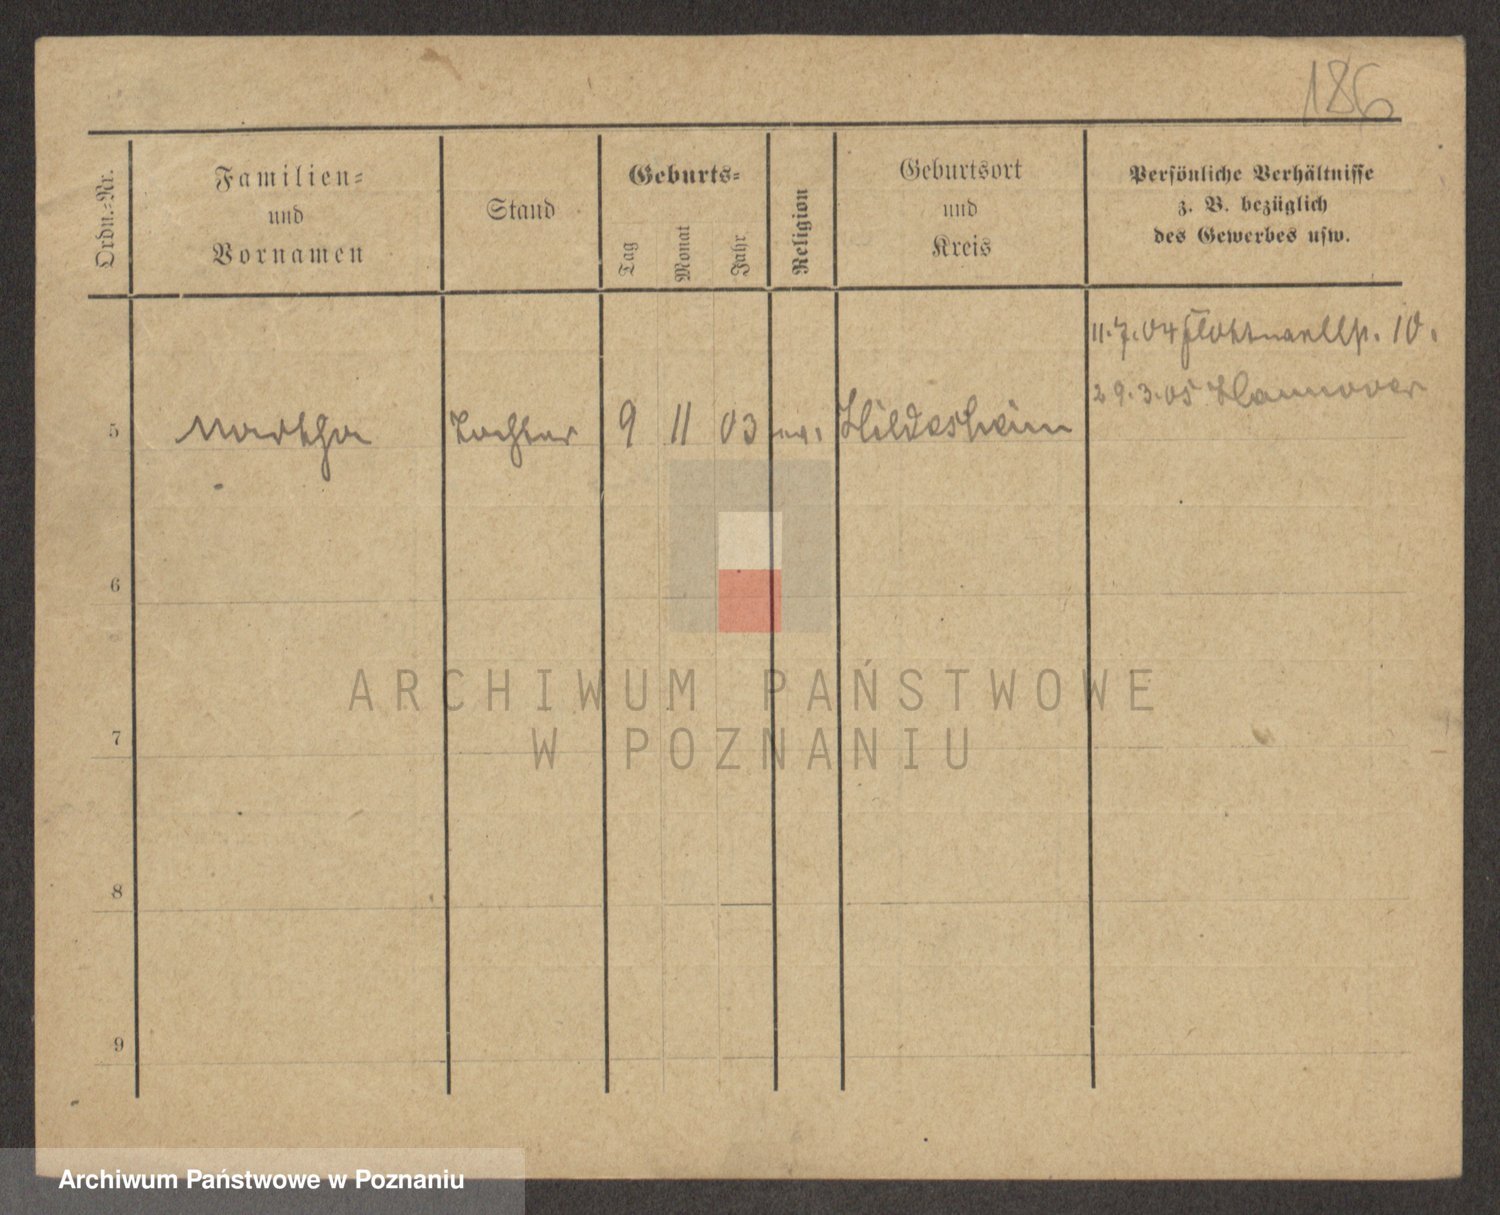 186
Ordn.-Nr.
Familien-
und
Vornamen
Stand
Geburts-
Tag
Monat
Jahr
Religion
Geburtsort
und
Kreis
Persönliche Verhältnisse
z. B. bezüglich
des Gewerbes usw.
11.7.04 10.
29.3.05 Hannover
5 Martha Tochter 9 11 03 ev. Hildesheim
6
7
8
9
ARCHIWUM PAŃSTWOWE
W POZNANIU
Archiwum Państwowe w Poznaniu